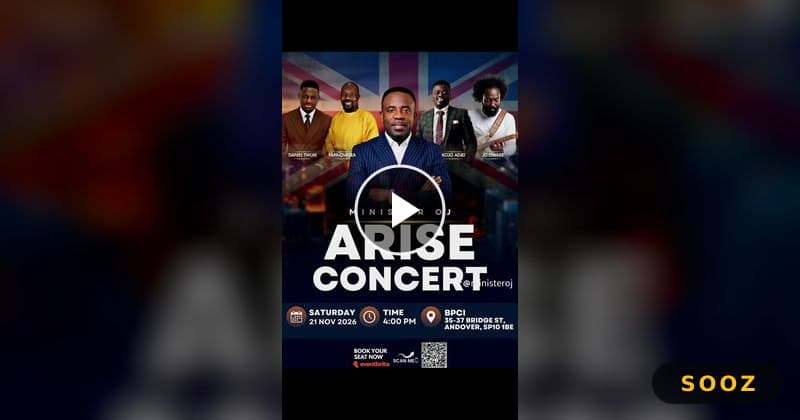 DANIEL TWUM
KOJO ADJEI
MINISTER OJ
ARISE
CONCERT
@ministeroj
SATURDAY
21 NOV 2026
TIME
4:00 PM
BPCI
35-37 BRIDGE ST,
ANDOVER, SP10 1BE
BOOK YOUR
SEAT NOW
eventbrite
SCAN ME
SOOZ